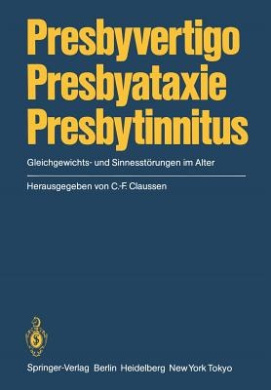 Presbyvertigo
Presbyataxie
Presbytinnitus
Gleichgewichts- und Sinnesstörungen im Alter
Herausgegeben von C.-F. Claussen
Springer-Verlag Berlin Heidelberg New York Tokyo